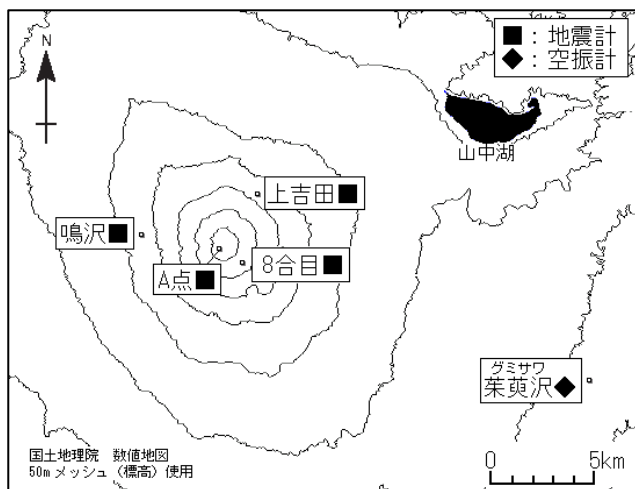 N
■：地震計
◆：空振計
山中湖
上吉田■
鳴沢■
8合目■
A点■
グミサワ
茱萸沢◆
国土地理院　数値地図
50mメッシュ（標高）使用
0 5km